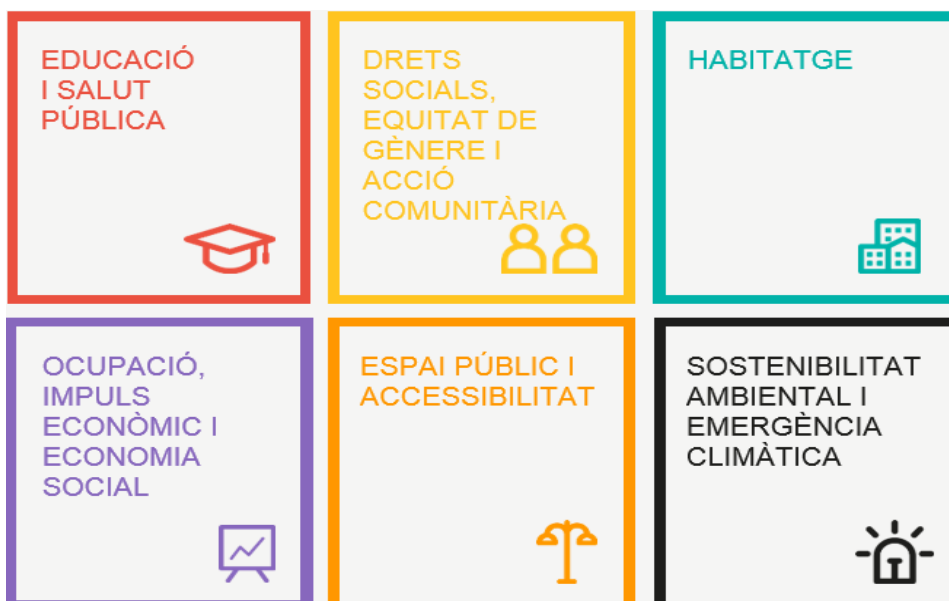 EDUCACIÓ
I SALUT
PÚBLICA
DRETS
SOCIALS,
EQUITAT DE
GÈNERE I
ACCIÓ
COMUNITÀRIA
HABITATGE
OCUPACIÓ,
IMPULS
ECONÒMIC I
ECONOMIA
SOCIAL
ESPAI PÚBLIC I
ACCESSIBILITAT
SOSTENIBILITAT
AMBIENTAL I
EMERGÈNCIA
CLIMÀTICA